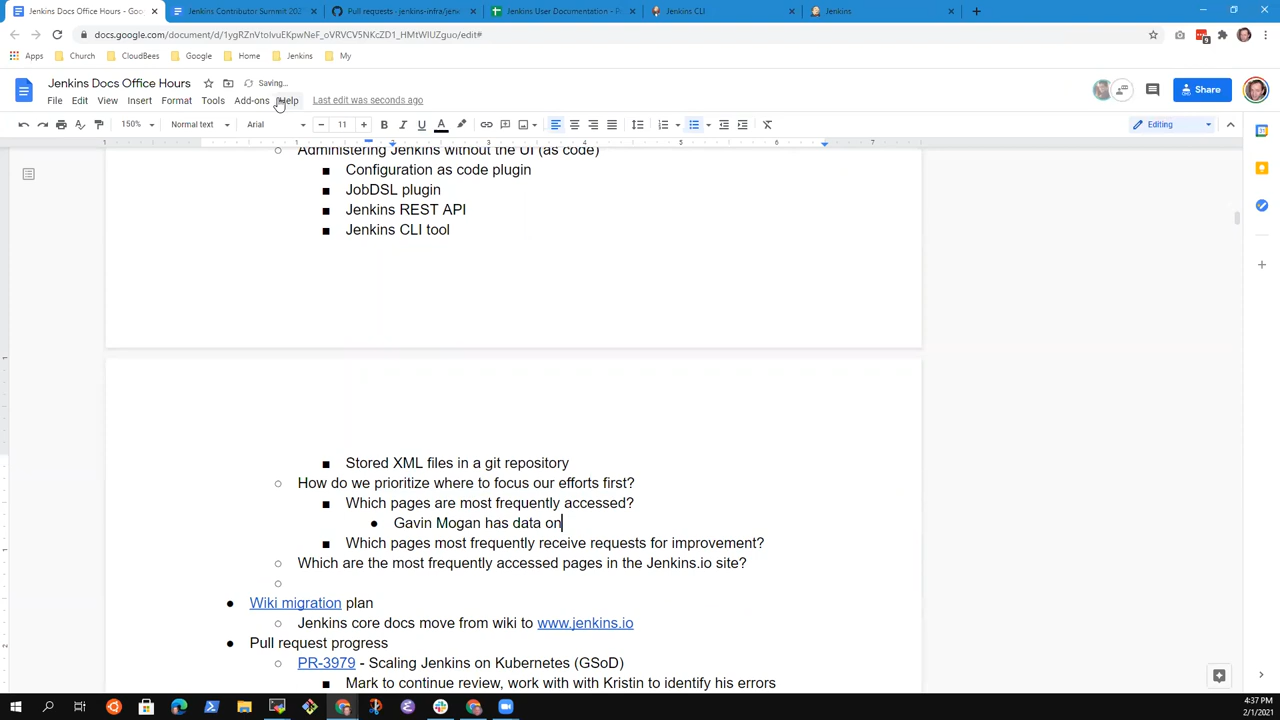 Jenkins Docs Office Hours - Goo
Jenkins Contributor Summit 202
Pull requests · jenkins-infra/jenk
Jenkins User Documentation - Pr
Jenkins CLI
Jenkins
docs.google.com/document/d/1ygRZnVtoIvuEKpwNeF_oVRVCV5NKcZD1_HMtWIUZguo/edit#
Apps
Church
CloudBees
Google
Home
Jenkins
My
Jenkins Docs Office Hours
Saving...
File Edit View Insert Format Tools Add-ons Help Last edit was seconds ago
Share
150% Normal text Arial 11 Editing
1 3 4 5 6 7
Administering Jenkins without the UI (as code)
Configuration as code plugin
JobDSL plugin
Jenkins REST API
Jenkins CLI tool
Stored XML files in a git repository
How do we prioritize where to focus our efforts first?
Which pages are most frequently accessed?
Gavin Mogan has data on
Which pages most frequently receive requests for improvement?
Which are the most frequently accessed pages in the Jenkins.io site?
Wiki migration plan
Jenkins core docs move from wiki to www.jenkins.io
Pull request progress
PR-3979 - Scaling Jenkins on Kubernetes (GSoD)
Mark to continue review, work with with Kristin to identify his errors
4:37 PM
2/1/2021